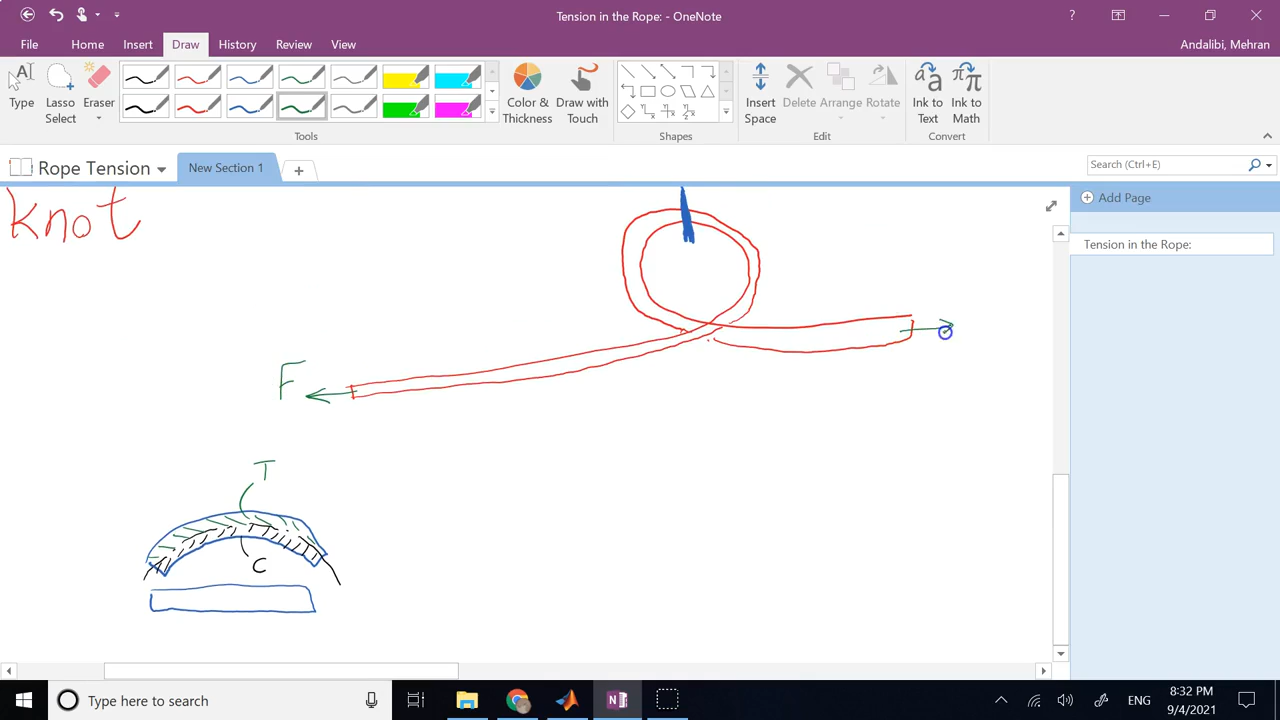 Tension in the Rope: - OneNote
?
File Home Insert Draw History Review View
Andalibi, Mehran
Type
Lasso Select
Eraser
Color & Thickness
Draw with Touch
Insert Space
Delete
Arrange
Rotate
Ink to Text
Ink to Math
Tools
Shapes
Edit
Convert
Rope Tension
New Section 1
Search (Ctrl+E)
Add Page
Tension in the Rope:
Knot
F
T
C
Type here to search
ENG
8:32 PM
9/4/2021